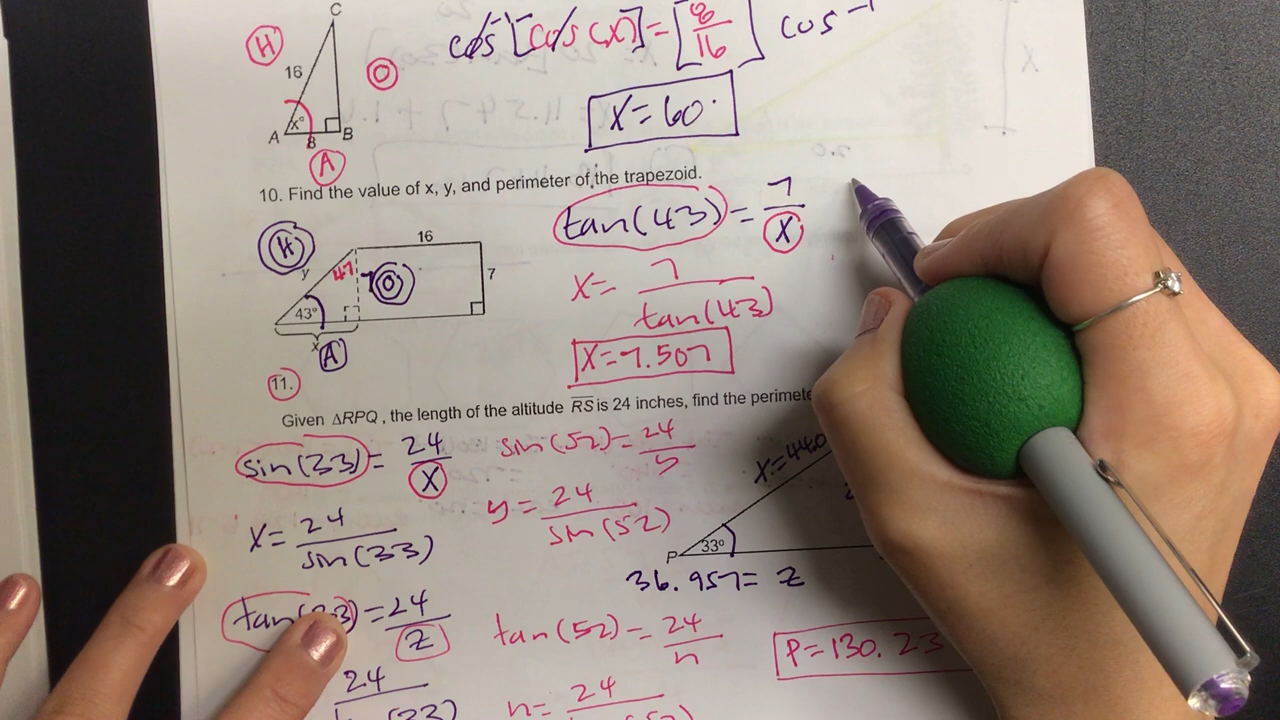 C
H
16
O
cos⁻¹[cos(x)]=[8/16] cos⁻¹
x=60°
A
x°
B
8
A
10. Find the value of x, y, and perimeter of the trapezoid.
tan(43)=7/x
H
y
16
47
7
O
7
43°
x
A
x=7/tan(43)
x=7.507
11.
Given ΔRPQ, the length of the altitude RS is 24 inches, find the
sin(33)=24/x
sin(52)=24/5
x=24/sin(33)
y=24/sin(52)
x=44.0
P
33°
36.957=z
=24/z
tan(52)=24/n
P=130.23
24
n=24